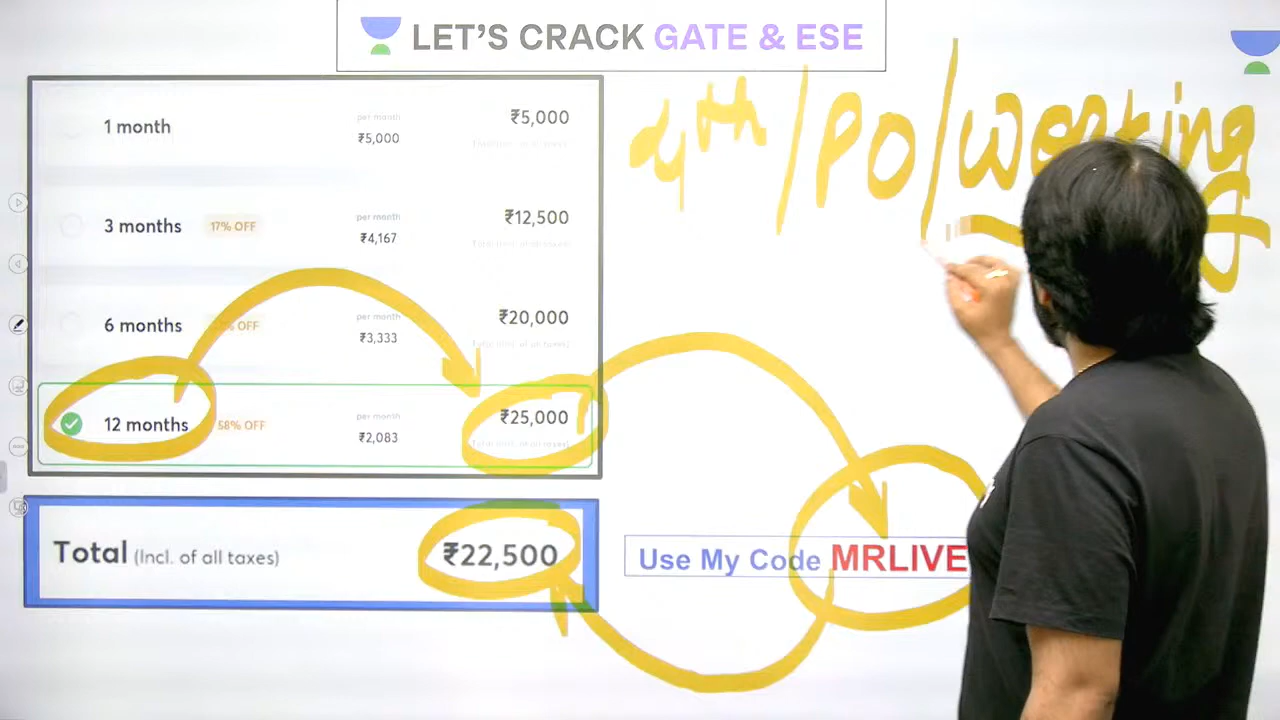 LET'S CRACK GATE & ESE
1 month per month ₹5,000 ₹5,000
3 months 17% OFF per month ₹4,167 ₹12,500
6 months OFF per month ₹3,333 ₹20,000
12 months 58% OFF per month ₹2,083 ₹25,000
Total (Incl. of all taxes) ₹22,500
Use My Code MRLIVE
4th / PO / Working